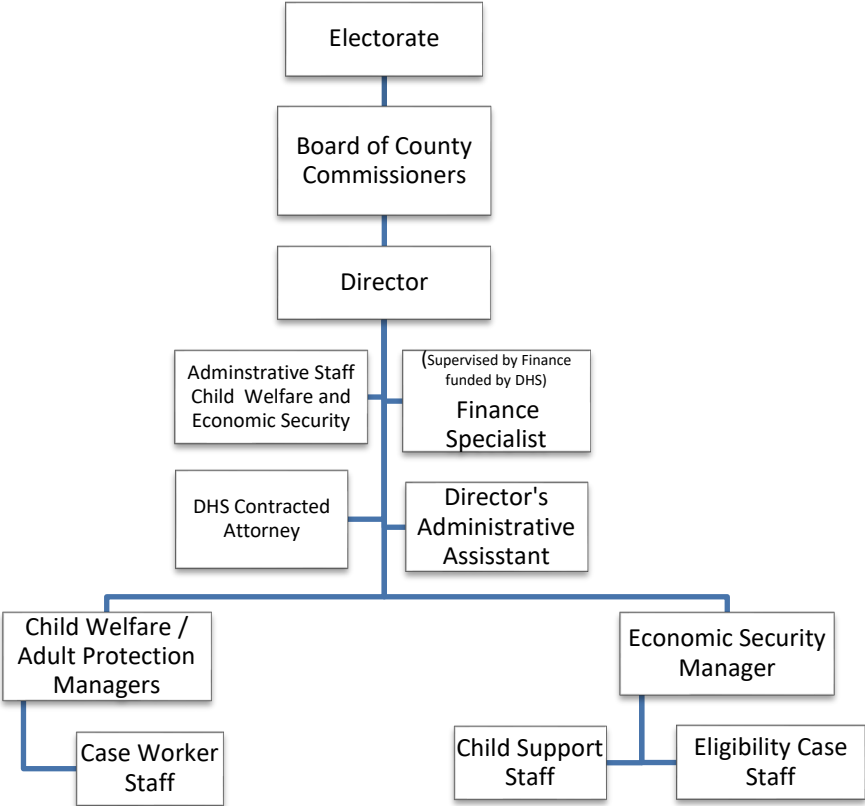 Electorate
Board of County
Commissioners
Director
Adminstrative Staff
Child Welfare and
Economic Security
(Supervised by Finance
funded by DHS)
Finance
Specialist
DHS Contracted
Attorney
Director's
Administrative
Assisstant
Child Welfare /
Adult Protection
Managers
Economic Security
Manager
Case Worker
Staff
Child Support
Staff
Eligibility Case
Staff